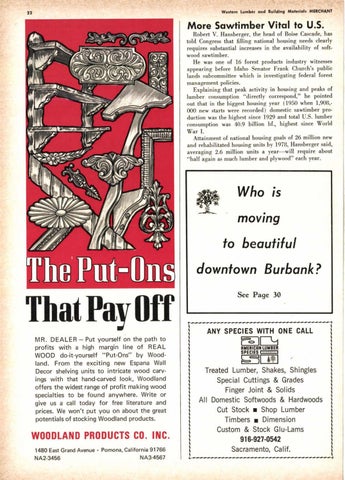 22
Western Lumber and Building Materials MERCHANT
The Put-Ons
That Pay Off
MR. DEALER – Put yourself on the path to
profits with a high margin line of REAL
WOOD do-it-yourself "Put-Ons" by Wood-
land. From the exciting new Espana Wall
Decor shelving units to intricate wood carv-
ings with that hand-carved look, Woodland
offers the widest range of profit making wood
specialties to be found anywhere. Write or
give us a call today for free literature and
prices. We won't put you on about the great
potentials of stocking Woodland products.
WOODLAND PRODUCTS CO. INC.
1480 East Grand Avenue - Pomona, California 91766
NA2-3456 NA3-4567
More Sawtimber Vital to U.S.
Robert V. Hansberger, the head of Boise Cascade, has
told Congress that filling national housing needs clearly
requires substantial increases in the availability of soft-
wood sawtimber.
He was one of 16 forest products industry witnesses
appearing before Idaho Senator Frank Church's public
lands subcommittee which is investigating federal forest
management policies.
Explaining that peak activity in housing and peaks of
lumber consumption "directly correspond," he pointed
out that in the biggest housing year (1950 when 1,908,-
000 new starts were recorded) domestic sawtimber pro-
duction was the highest since 1929 and total U.S. lumber
consumption was 40.9 billion bd., highest since World
War I.
Attainment of national housing goals of 26 million new
and rehabilitated housing units by 1978, Hansberger said,
averaging 2.6 million units a year—will require about
"half again as much lumber and plywood" each year.
Who is
moving
to beautiful
downtown Burbank?
See Page 30
ANY SPECIES WITH ONE CALL
AMERICAN LUMBER
SPECIES
Treated Lumber, Shakes, Shingles
Special Cuttings & Grades
Finger Joint & Solids
All Domestic Softwoods & Hardwoods
Cut Stock ■ Shop Lumber
Timbers ■ Dimension
Custom & Stock Glu-Lams
916-927-0542
Sacramento, Calif.